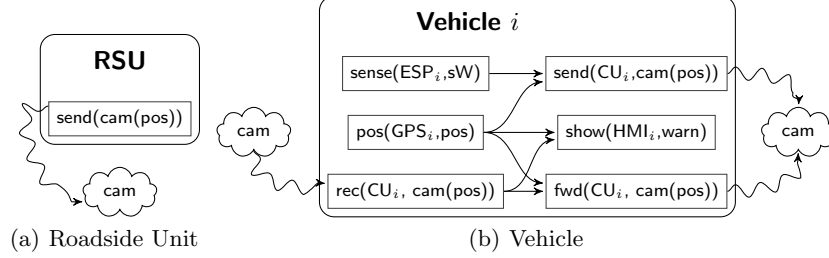 RSU
send(cam(pos))
cam
(a) Roadside Unit
Vehicle i
sense(ESPᵢ,sW)
send(CUᵢ,cam(pos))
cam
pos(GPSᵢ,pos)
show(HMIᵢ,warn)
cam
rec(CUᵢ, cam(pos))
fwd(CUᵢ, cam(pos))
(b) Vehicle